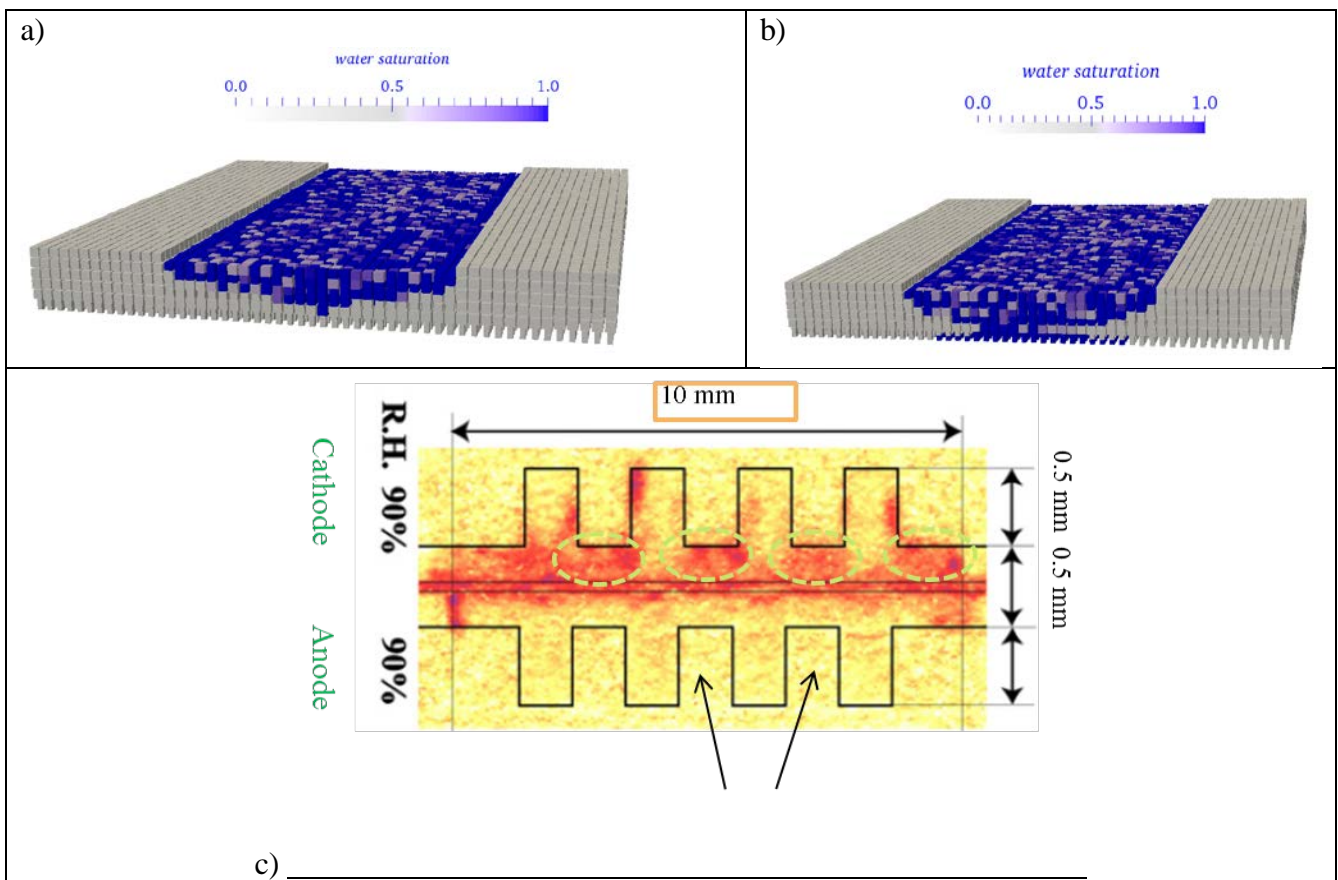 a)
water saturation
0.0 0.5 1.0
b)
water saturation
0.0 0.5 1.0
10 mm
R.H. 90% 90%
Cathode
Anode
0.5 mm
0.5 mm
c)